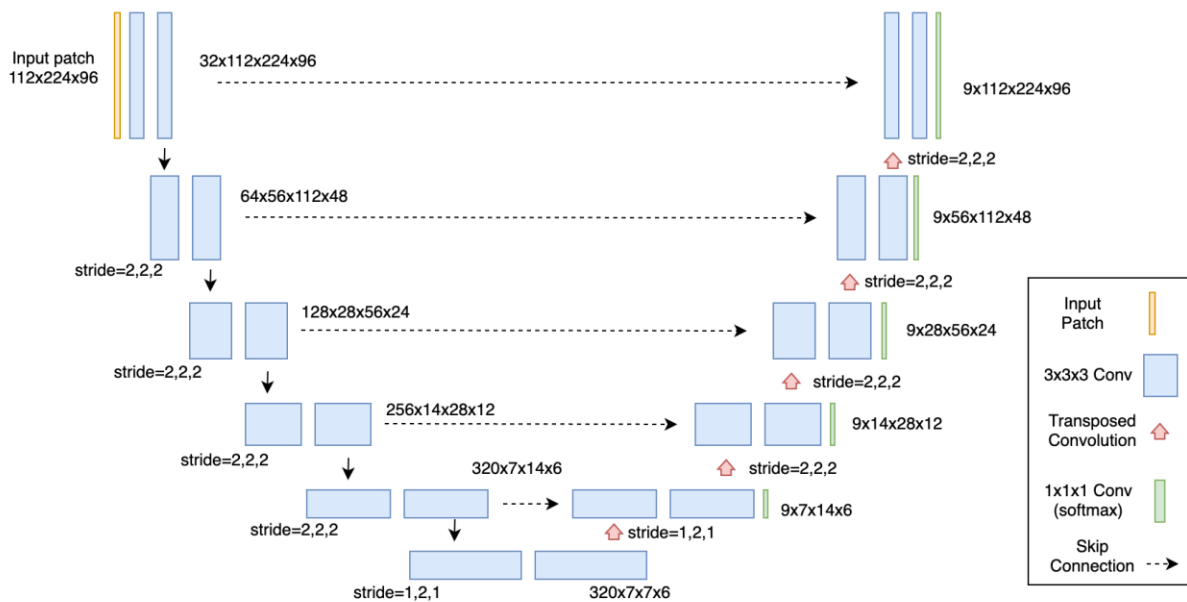 Input patch
112x224x96
32x112x224x96
9x112x224x96
stride=2,2,2
64x56x112x48
9x56x112x48
stride=2,2,2
stride=2,2,2
128x28x56x24
9x28x56x24
stride=2,2,2
stride=2,2,2
256x14x28x12
9x14x28x12
stride=2,2,2
stride=2,2,2
320x7x14x6
9x7x14x6
stride=2,2,2
stride=1,2,1
stride=1,2,1
320x7x7x6
Input
Patch
3x3x3 Conv
Transposed
Convolution
1x1x1 Conv
(softmax)
Skip
Connection